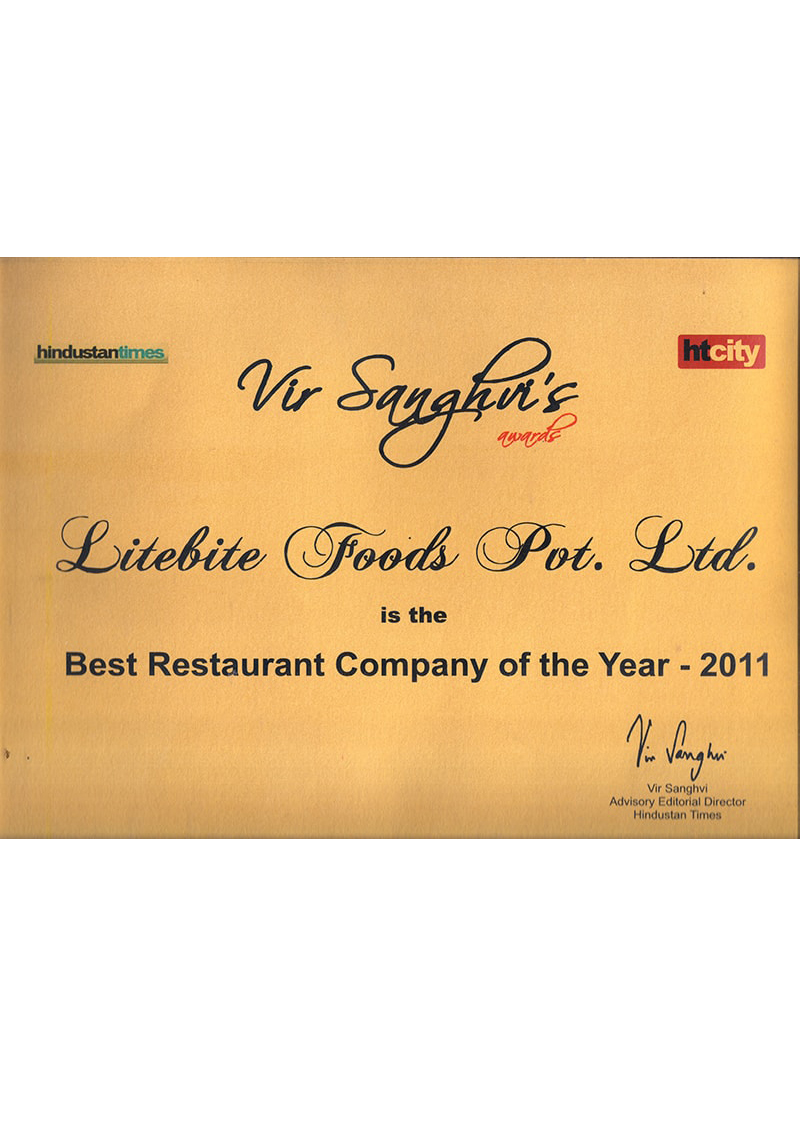 hindustantimes
htcity
Vir Sanghvi's
awards
Litebite Foods Pvt. Ltd.
is the
Best Restaurant Company of the Year - 2011
Vir Sanghvi
Vir Sanghvi
Advisory Editorial Director
Hindustan Times